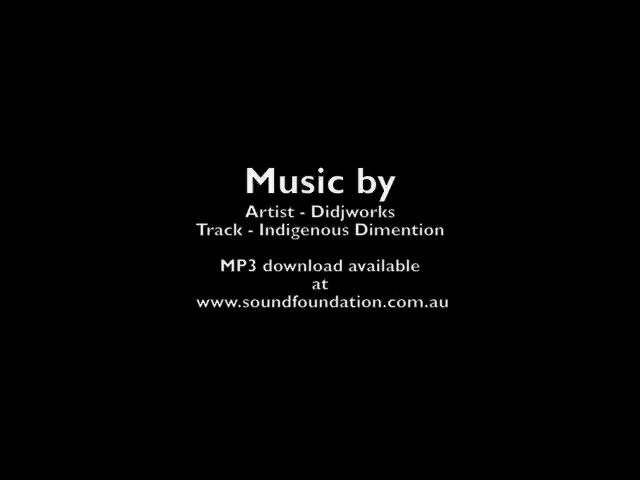 Music by
Artist - Didjworks
Track - Indigenous Dimention
MP3 download available
at
www.soundfoundation.com.au